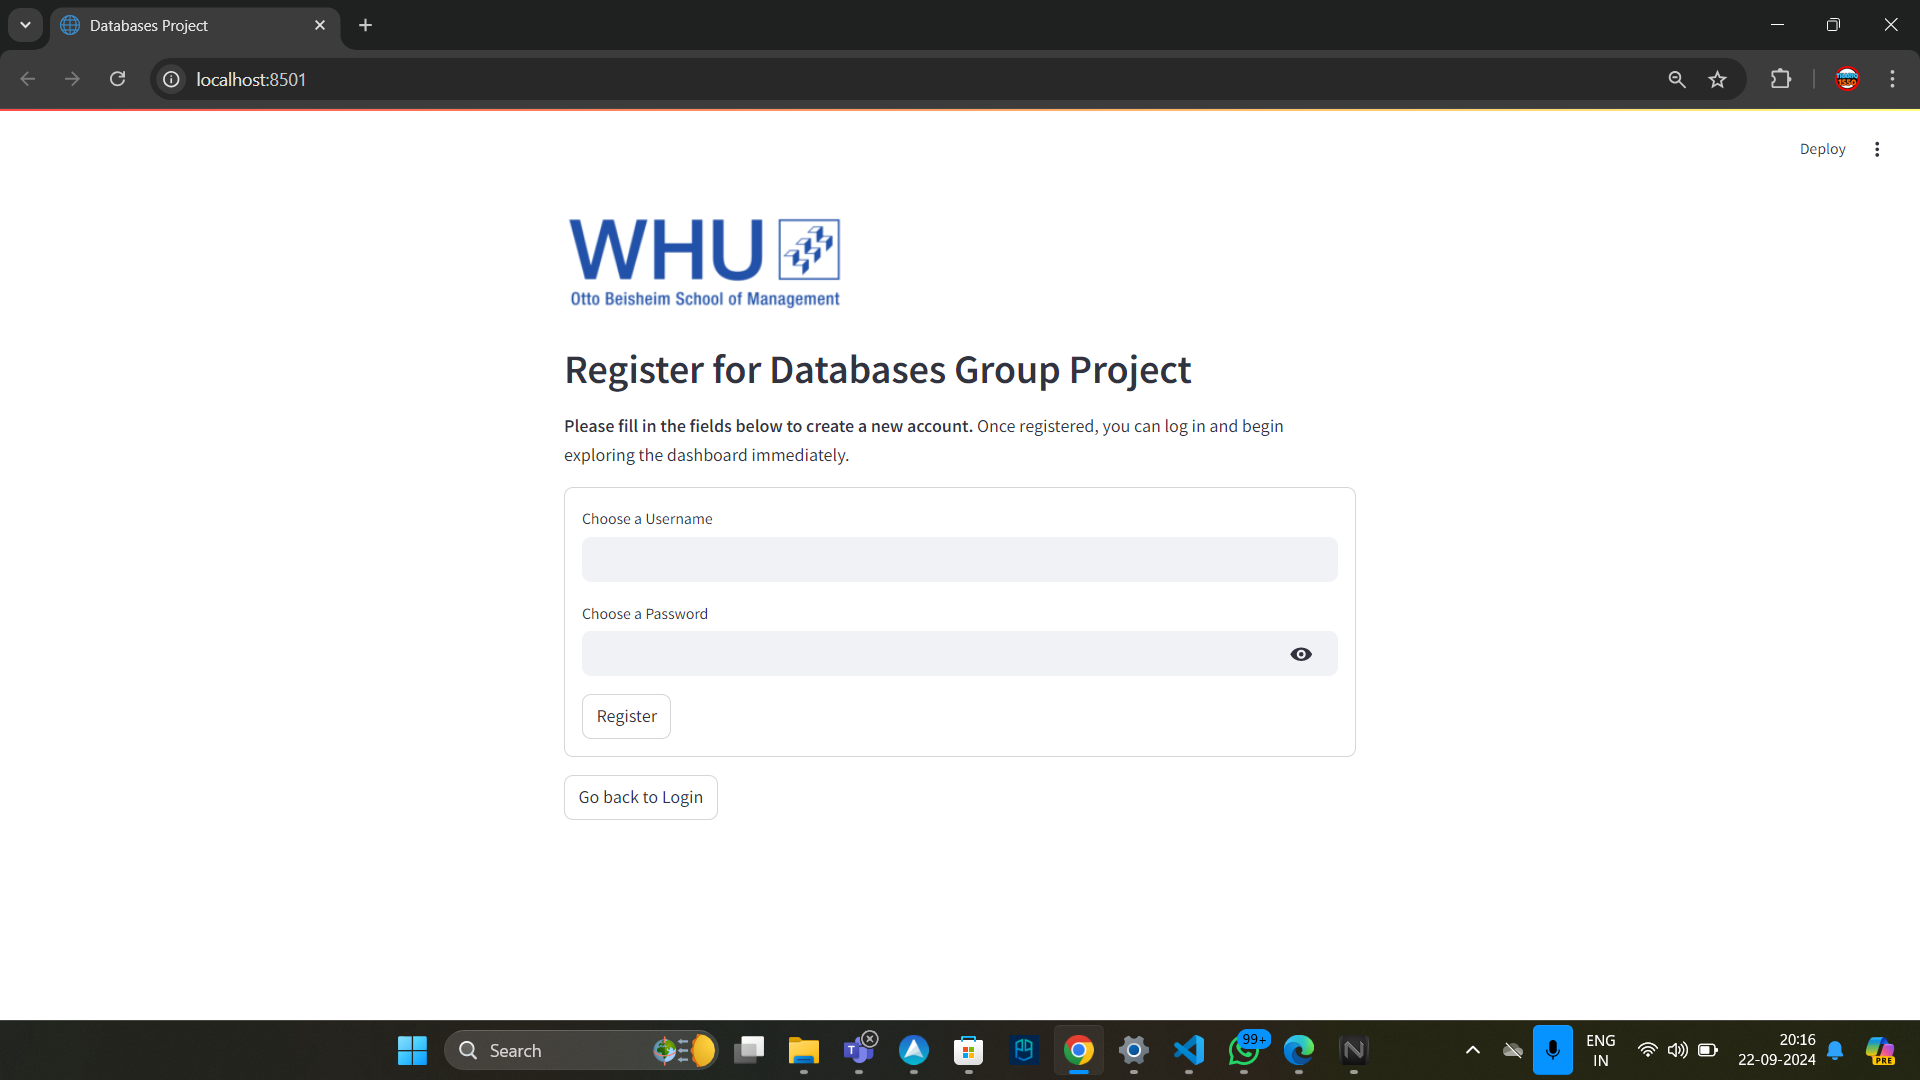 Databases Project
localhost:8501
Deploy
WHU
Otto Beisheim School of Management
Register for Databases Group Project
Please fill in the fields below to create a new account. Once registered, you can log in and begin
exploring the dashboard immediately.
Choose a Username
Choose a Password
Register
Go back to Login
Search
99+
ENG
IN
20:16
22-09-2024
PRE